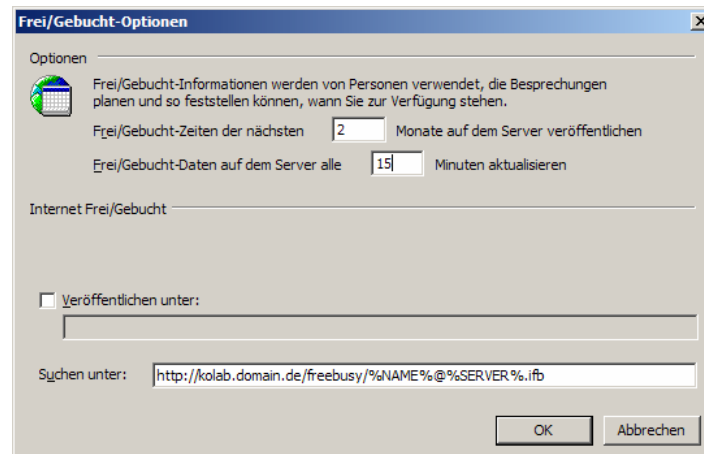 Frei/Gebucht-Optionen
Optionen
Frei/Gebucht-Informationen werden von Personen verwendet, die Besprechungen
planen und so feststellen können, wann Sie zur Verfügung stehen.
Frei/Gebucht-Zeiten der nächsten 2 Monate auf dem Server veröffentlichen
Frei/Gebucht-Daten auf dem Server alle 15 Minuten aktualisieren
Internet Frei/Gebucht
Veröffentlichen unter:
Suchen unter: http://kolab.domain.de/freebusy/%NAME%@%SERVER%.ifb
OK Abbrechen